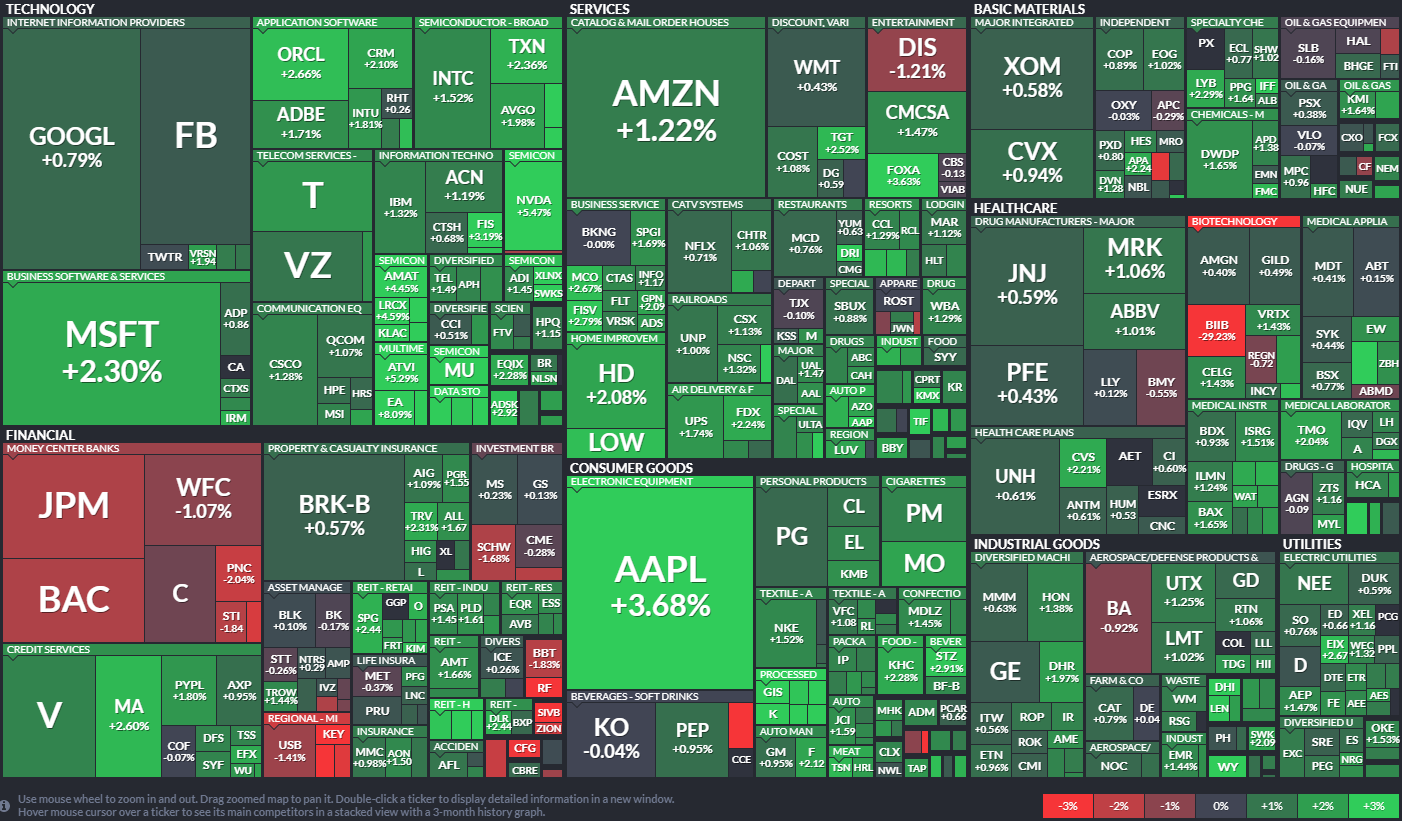 TECHNOLOGY
INTERNET INFORMATION PROVIDERS
GOOGL
+0.79%
FB
TWTR
VRSN
+1.94
APPLICATION SOFTWARE
ORCL
+2.66%
CRM
+2.10%
ADBE
+1.71%
INTU
+1.81%
RHT
+0.26
SEMICONDUCTOR - BROAD
INTC
+1.52%
TXN
+2.36%
AVGO
+1.98%
BUSINESS SOFTWARE & SERVICES
MSFT
+2.30%
ADP
+0.86
CA
CTXS
IRM
TELECOM SERVICES -
T
VZ
INFORMATION TECHNO
IBM
+1.32%
ACN
+1.19%
CTSH
+0.68%
FIS
+3.19%
SEMICON
NVDA
+5.47%
COMMUNICATION EQ
CSCO
+1.28%
QCOM
+1.07%
HPE
HRS
MSI
SEMICON
AMAT
+4.45%
LRCX
+4.59%
KLAC
DIVERSIFIED
TEL
+1.49
APH
SEMICON
ADI
+1.45
XLNX
SWKS
MULTIME
ATVI
+5.29%
EA
+8.09%
DIVERSIFIE
CCI
+0.51%
SCIEN
FTV
HPQ
+1.15
SEMICON
MU
DATA STO
EQIX
+2.28%
BR
NLSN
ADSK
+2.92
SERVICES
CATALOG & MAIL ORDER HOUSES
AMZN
+1.22%
DISCOUNT, VARI
WMT
+0.43%
COST
+1.08%
TGT
+2.52%
DG
+0.59
ENTERTAINMENT
DIS
-1.21%
CMCSA
+1.47%
FOXA
+3.63%
CBS
-0.13
VIAB
BUSINESS SERVICE
BKNG
-0.00%
SPGI
+1.69%
MCO
+2.67%
CTAS
INFO
+1.17
FISV
+2.79%
FLT
GPN
+2.09
VRSK
ADS
CATV SYSTEMS
NFLX
+0.71%
CHTR
+1.06%
RESTAURANTS
MCD
+0.76%
YUM
+0.63
DRI
CMG
RESORTS
CCL
+1.29%
RCL
LODGIN
MAR
+1.12%
HLT
HOME IMPROVEM
HD
+2.08%
LOW
RAILROADS
UNP
+1.00%
CSX
+1.13%
NSC
+1.32%
DEPART
TJX
-0.10%
KSS
M
SPECIAL
SBUX
+0.88%
APPARE
ROST
JWN
DRUG
WBA
+1.29%
AIR DELIVERY & F
UPS
+1.74%
FDX
+2.24%
MAJOR
DAL
UAL
+1.47
AAL
DRUGS
ABC
CAH
INDUST
FOOD
SYY
AUTO P
AZO
AAP
CPRT
KMX
KR
SPECIAL
ULTA
REGION
LUV
TIF
BBY
BASIC MATERIALS
MAJOR INTEGRATED
XOM
+0.58%
CVX
+0.94%
INDEPENDENT
COP
+0.89%
EOG
+1.02%
OXY
-0.03%
APC
-0.29%
PXD
+0.80
HES
MRO
APA
+2.24
DVN
+1.28
NBL
SPECIALTY CHE
PX
ECL
+0.77
SHW
+1.02
LYB
+2.29%
PPG
+1.64
IFF
ALB
CHEMICALS - M
DWDP
+1.65%
APD
+1.38
EMN
FMC
OIL & GAS EQUIPMEN
SLB
-0.16%
HAL
BHGE
FTI
OIL & GA
PSX
+0.38%
VLO
-0.07%
MPC
+0.96
HFC
OIL & GAS
KMI
+1.64%
CXO
FCX
CF
NEM
NUE
HEALTHCARE
DRUG MANUFACTURERS - MAJOR
JNJ
+0.59%
MRK
+1.06%
ABBV
+1.01%
PFE
+0.43%
LLY
+0.12%
BMY
-0.55%
BIOTECHNOLOGY
AMGN
+0.40%
GILD
+0.49%
BIIB
-29.23%
VRTX
+1.43%
CELG
+1.43%
REGN
-0.72
INCY
MEDICAL APPLIA
MDT
+0.41%
ABT
+0.15%
SYK
+0.44%
EW
BSX
+0.77%
ZBH
ABMD
HEALTH CARE PLANS
UNH
+0.61%
CVS
+2.21%
AET
CI
+0.60%
ANTM
+0.61%
HUM
+0.53
ESRX
CNC
MEDICAL INSTR
BDX
+0.93%
ISRG
+1.51%
ILMN
+1.24%
WAT
BAX
+1.65%
MEDICAL LABORATOR
TMO
+2.04%
IQV
LH
A
DGX
DRUGS - G
AGN
-0.09
ZTS
+1.16
MYL
HOSPITA
HCA
FINANCIAL
MONEY CENTER BANKS
JPM
WFC
-1.07%
BAC
C
PNC
-2.04%
STI
-1.84
PROPERTY & CASUALTY INSURANCE
BRK-B
+0.57%
AIG
+1.09%
PGR
+1.55
TRV
+2.31%
ALL
+1.67
HIG
XL
L
INVESTMENT BR
MS
+0.23%
GS
+0.13%
SCHW
-1.68%
CME
-0.28%
CREDIT SERVICES
V
MA
+2.60%
PYPL
+1.80%
AXP
+0.95%
COF
-0.07%
DFS
TSS
SYF
EFX
WU
ASSET MANAGE
BLK
+0.10%
BK
-0.17%
STT
-0.26%
NTRS
+0.29
AMP
TROW
+1.44%
IVZ
REIT - RETAI
SPG
+2.44
GGP
O
FRT
KIM
REIT - INDU
PSA
+1.45
PLD
+1.61
REIT - RES
EQR
ESS
AVB
LIFE INSURA
MET
-0.37%
PFG
LNC
PRU
REIT -
AMT
+1.66%
DIVERS
ICE
+0.26%
BBT
-1.83%
RF
REGIONAL - MI
USB
-1.41%
KEY
INSURANCE
MMC
+0.98%
AON
+1.50
REIT - H
REIT -
DLR
+2.44
BXP
SIVB
ZION
ACCIDEN
AFL
CFG
CBRE
CONSUMER GOODS
ELECTRONIC EQUIPMENT
AAPL
+3.68%
PERSONAL PRODUCTS
PG
CL
EL
KMB
CIGARETTES
PM
MO
TEXTILE - A
NKE
+1.52%
TEXTILE - A
VFC
+1.08
RL
CONFECTIO
MDLZ
+1.45%
PACKA
IP
FOOD -
KHC
+2.28%
BEVER
STZ
+2.91%
BF-B
BEVERAGES - SOFT DRINKS
KO
-0.04%
PEP
+0.95%
CCE
PROCESSED
GIS
K
AUTO
JCI
+1.59
MHK
ADM
PCAR
+0.66
AUTO MAN
GM
+0.95%
F
+2.12
MEAT
TSN
HRL
CLX
NWL
TAP
INDUSTRIAL GOODS
DIVERSIFIED MACHI
MMM
+0.63%
HON
+1.38%
GE
DHR
+1.97%
ITW
+0.56%
ROP
IR
ETN
+0.96%
ROK
AME
CMI
AEROSPACE/DEFENSE PRODUCTS &
BA
-0.92%
UTX
+1.25%
GD
RTN
+1.06%
LMT
+1.02%
COL
LLL
TDG
HII
FARM & CO
CAT
+0.79%
DE
+0.04
WASTE
WM
RSG
DHI
LEN
AEROSPACE/
NOC
INDUST
EMR
+1.44%
PH
SWK
+2.09
WY
UTILITIES
ELECTRIC UTILITIES
NEE
DUK
+0.59%
SO
+0.76%
ED
+0.66
XEL
+1.16
PCG
EIX
+2.67
WEC
+1.32
PPL
D
DTE
ETR
AEP
+1.47%
FE
AEE
AES
DIVERSIFIED U
EXC
SRE
ES
PEG
NRG
OKE
+1.53%
Use mouse wheel to zoom in and out. Drag zoomed map to pan it. Double-click a ticker to display detailed information in a new window.
Hover mouse cursor over a ticker to see its main competitors in a stacked view with a 3-month history graph.
-3%
-2%
-1%
0%
+1%
+2%
+3%